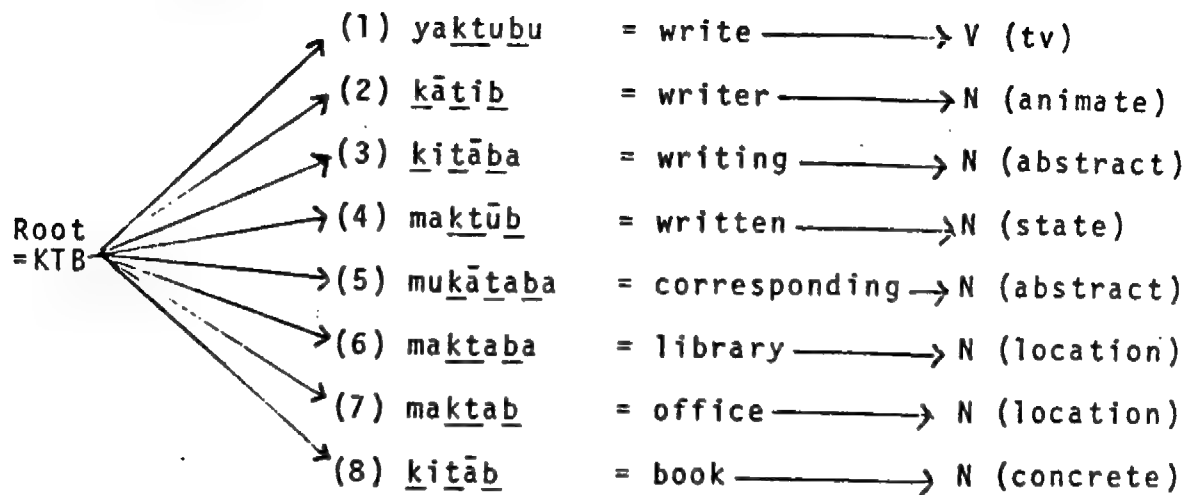 (1) yaktubu = write → V (tv)
(2) kātib = writer → N (animate)
(3) kitāba = writing → N (abstract)
Root
=KTB
(4) maktūb = written → N (state)
(5) mukātaba = corresponding → N (abstract)
(6) maktaba = library → N (location)
(7) maktab = office → N (location)
(8) kitāb = book → N (concrete)